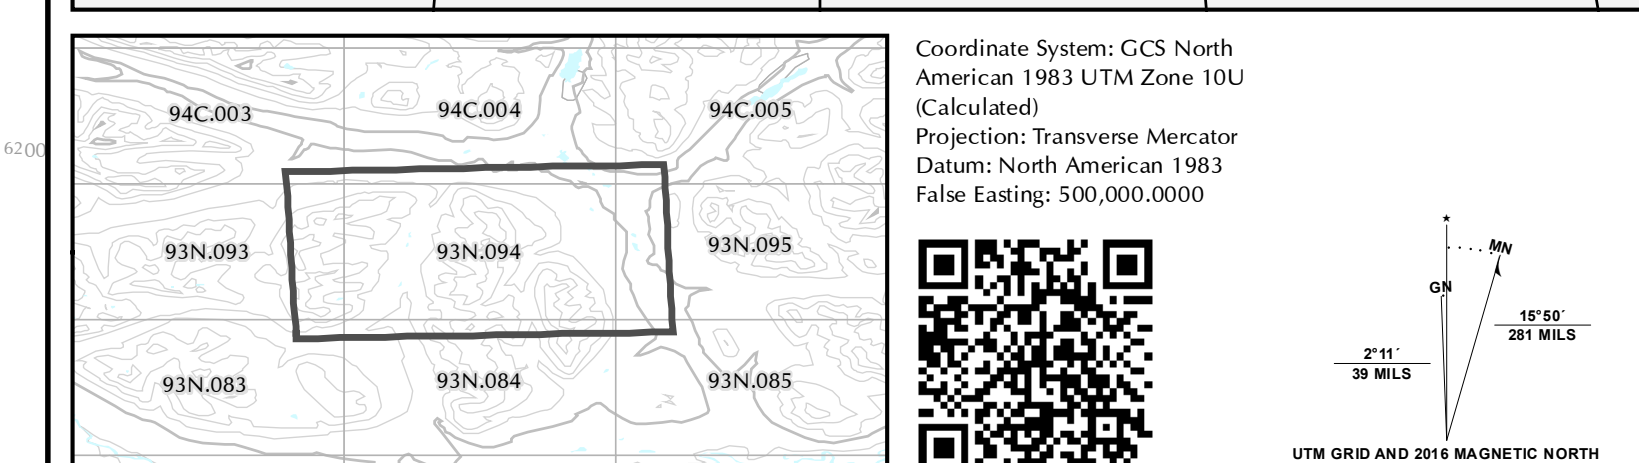 Coordinate System: GCS North
American 1983 UTM Zone 10U
(Calculated)
Projection: Transverse Mercator
Datum: North American 1983
False Easting: 500,000.0000
94C.003
94C.004
94C.005
6200
93N.093
93N.094
93N.095
93N.083
93N.084
93N.085
MN
GN
15°50´
281 MILS
2°11´
39 MILS
UTM GRID AND 2016 MAGNETIC NORTH